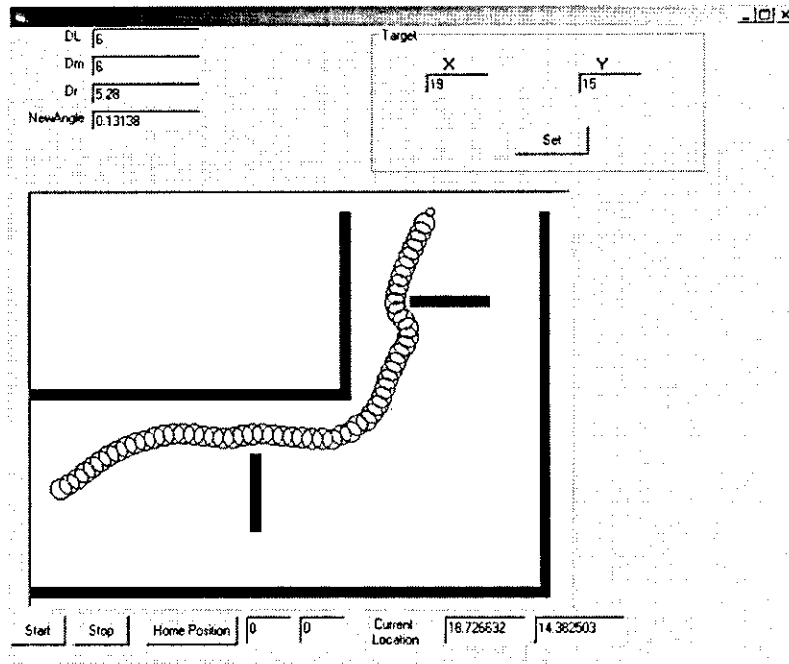 DL 6
Dm 6
Dr 5.28
NewAngle 0.13138
Target
X Y
19 15
Set
Start Stop Home Position 0 0 Current Location 18.726632 14.382503